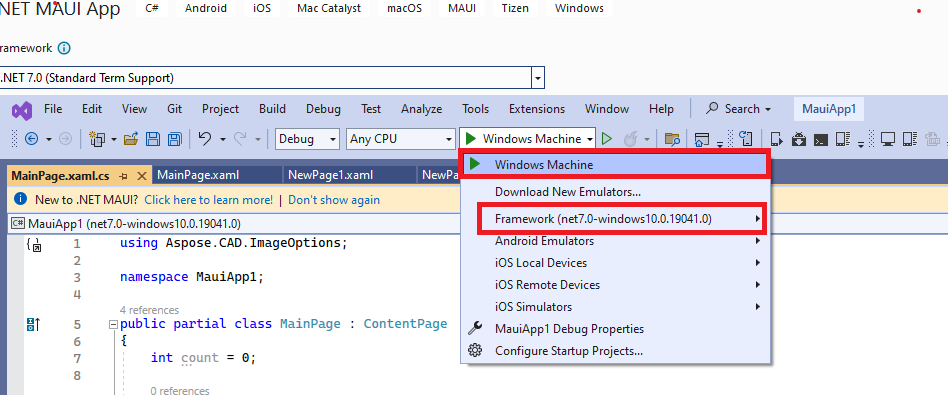 .NET MAUI App C# Android iOS Mac Catalyst macOS MAUI Tizen Windows
ramework
.NET 7.0 (Standard Term Support)
File Edit View Git Project Build Debug Test Analyze Tools Extensions Window Help Search MauiApp1
Debug Any CPU Windows Machine
MainPage.xaml.cs MainPage.xaml NewPage1.xaml NewPa
Windows Machine
Download New Emulators...
Framework (net7.0-windows10.0.19041.0)
Android Emulators
iOS Local Devices
iOS Remote Devices
iOS Simulators
MauiApp1 Debug Properties
Configure Startup Projects...
New to .NET MAUI? Click here to learn more! | Don't show again
C# MauiApp1 (net7.0-windows10.0.19041.0)
1 using Aspose.CAD.ImageOptions;
2
3 namespace MauiApp1;
4
4 references
5 public partial class MainPage : ContentPage
6 {
7 int count = 0;
8
0 references